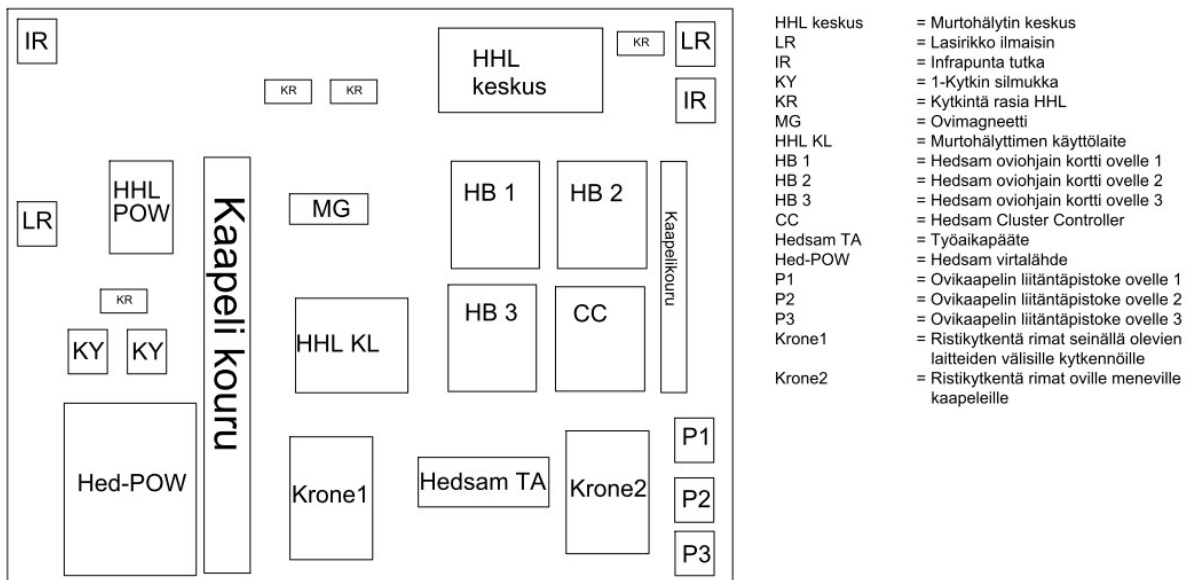 IR
HHL
keskus
KR
LR
KR
KR
IR
HHL
POW
Kaapeli kouru
MG
HB 1
HB 2
Kaapelikouru
LR
KR
KY
KY
HHL KL
HB 3
CC
Hed-POW
Krone1
Hedsam TA
Krone2
P1
P2
P3
HHL keskus = Murtohälytin keskus
LR = Lasirikko ilmaisin
IR = Infrapunta tutka
KY = 1-Kytkin silmukka
KR = Kytkintä rasia HHL
MG = Ovimagneetti
HHL KL = Murtohälyttimen käyttölaite
HB 1 = Hedsam oviohjain kortti ovelle 1
HB 2 = Hedsam oviohjain kortti ovelle 2
HB 3 = Hedsam oviohjain kortti ovelle 3
CC = Hedsam Cluster Controller
Hedsam TA = Työaikapääte
Hed-POW = Hedsam virtalähde
P1 = Ovikaapelin liitäntäpistoke ovelle 1
P2 = Ovikaapelin liitäntäpistoke ovelle 2
P3 = Ovikaapelin liitäntäpistoke ovelle 3
Krone1 = Ristikytkentä rimat seinällä olevien
laitteiden välisille kytkennöille
Krone2 = Ristikytkentä rimat oville meneville
kaapeleille